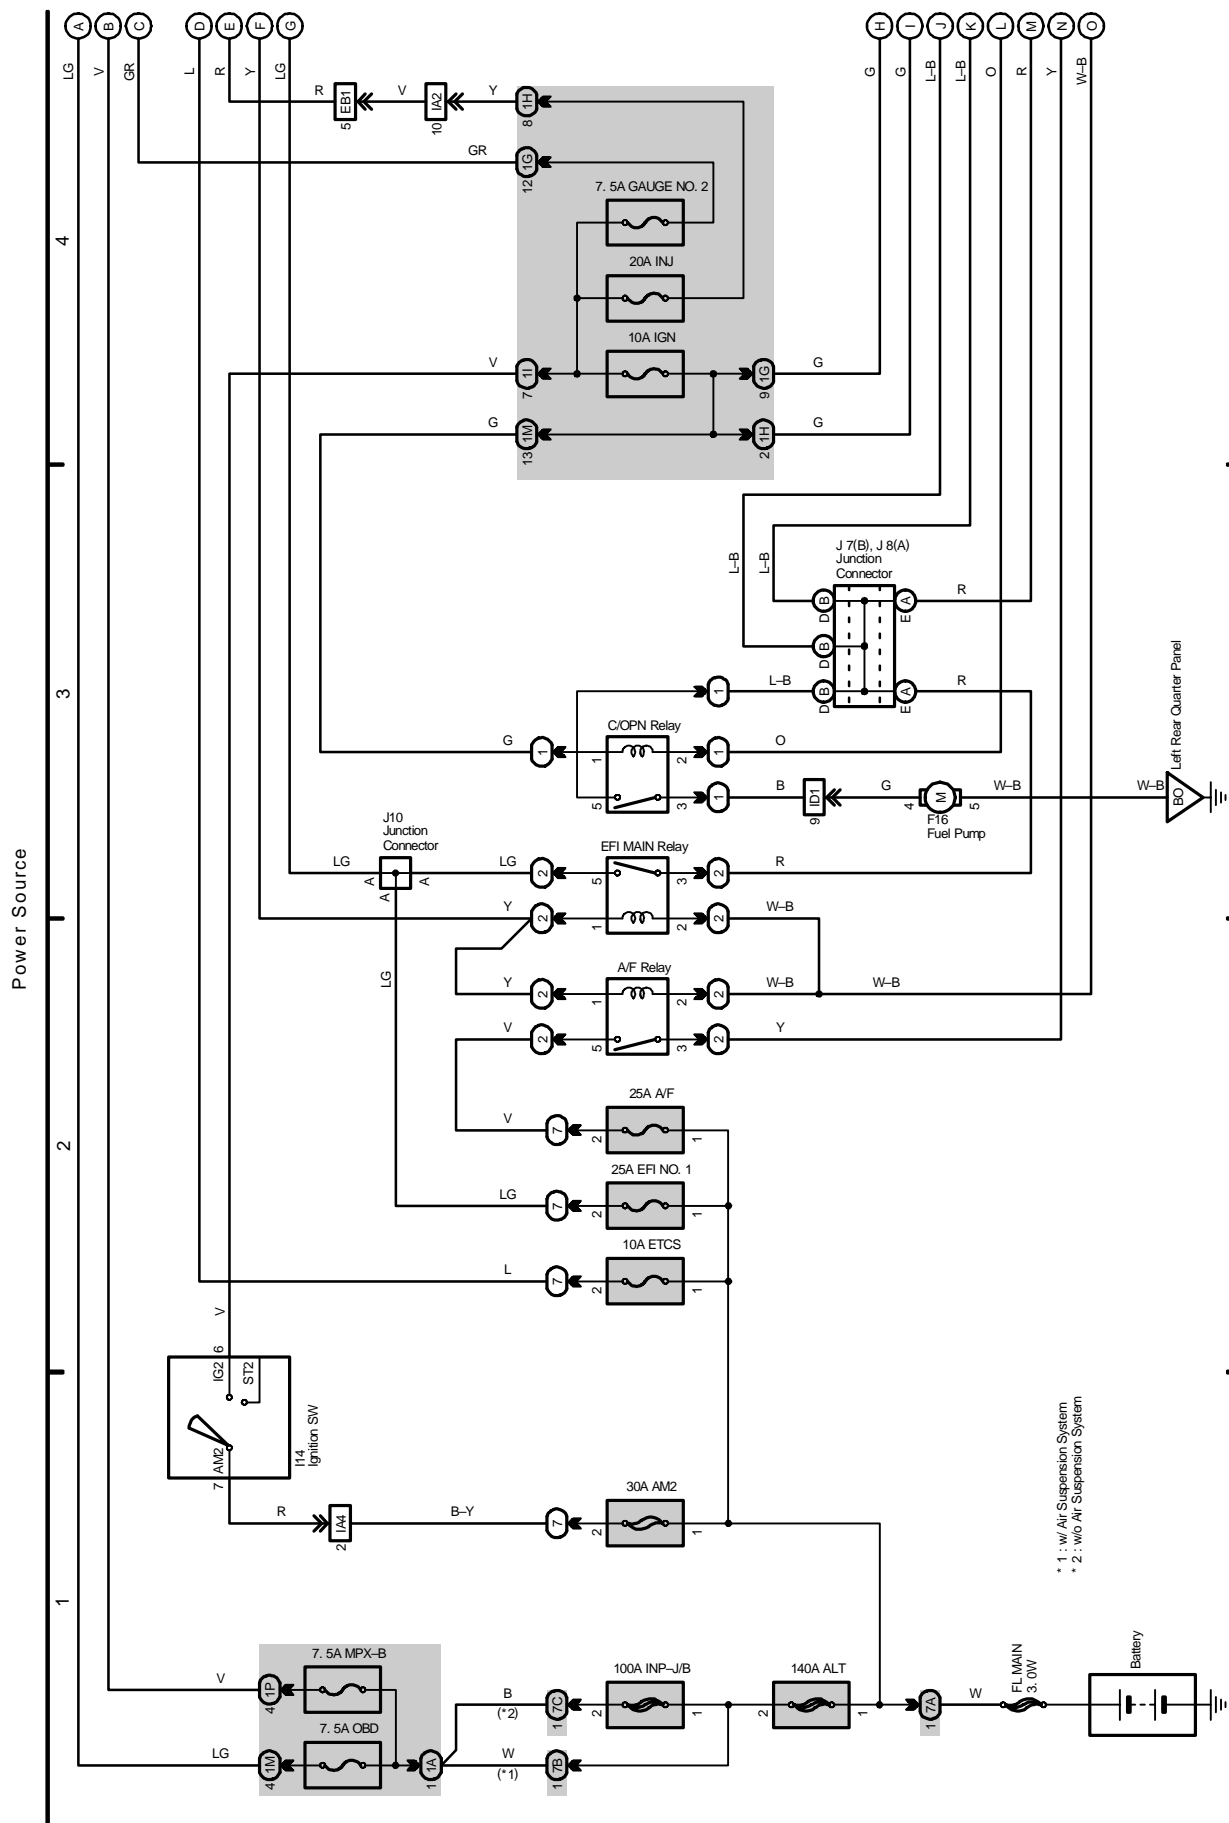 Power Source
A
B
C
D
E
F
G
H
I
J
K
L
M
N
O
LG
V
GR
L
R
Y
LG
G
G
L–B
L–B
O
R
Y
W–B
4
R
5 EB1
V
10 IA2
Y
8 1H
GR
12 1G
7. 5A GAUGE NO. 2
20A INJ
10A IGN
V
7 1I
9 1G
G
G
13 1M
2 1H
G
3
L–B
L–B
J 7(B), J 8(A)
Junction
Connector
D B
A E
R
D B
L–B
D B
A E
R
1
C/OPN Relay
G
1
1
2
1
O
5
3
1
B
9 ID1
G
4
M
5
F16
Fuel Pump
W–B
W–B
BO
Left Rear Quarter Panel
J10
Junction
Connector
LG
A
A
A
LG
2
5
EFI MAIN Relay
3
2
R
Y
2
1
2
2
W–B
LG
A/F Relay
Y
2
1
2
2
W–B
W–B
V
2
5
3
2
Y
2
25A A/F
V
7
2
1
25A EFI NO. 1
LG
7
2
1
10A ETCS
L
7
2
1
V
6
IG2
ST2
AM2
7
I14
Ignition SW
R
2 IA4
B–Y
7
30A AM2
2
1
* 1 : w/ Air Suspension System
* 2 : w/o Air Suspension System
1
7. 5A MPX–B
V
4 1P
7. 5A OBD
LG
4 1M
1 1A
B
(*2)
1 7C
100A INP–J/B
2
1
140A ALT
2
1
W
(*1)
1 7B
1 7A
W
FL MAIN
3. 0W
Battery